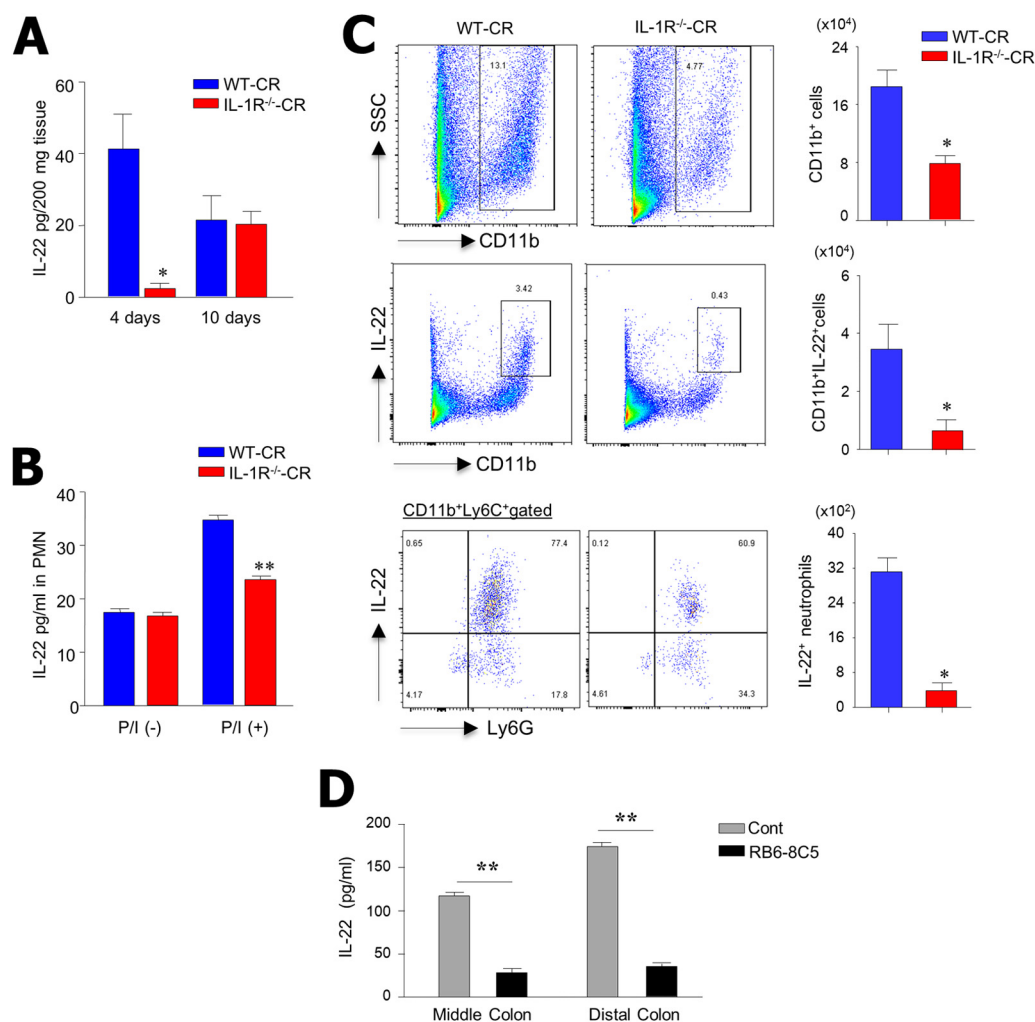 A
WT-CR
IL-1R-/--CR
IL-22 pg/200 mg tissue
60
40
20
0
*
4 days
10 days
B
WT-CR
IL-1R-/--CR
IL-22 pg/ml in PMN
40
30
20
10
0
**
P/I (-)
P/I (+)
C
WT-CR
IL-1R-/--CR
13.1
4.77
SSC
CD11b
(x10⁴)
WT-CR
IL-1R-/--CR
CD11b⁺ cells
24
16
8
0
*
3.42
0.43
IL-22
CD11b
(x10⁴)
CD11b⁺IL-22⁺cells
6
4
2
0
*
CD11b⁺Ly6C⁺gated
0.65
77.4
0.12
60.9
4.17
17.8
4.61
34.3
IL-22
Ly6G
(x10²)
IL-22⁺ neutrophils
40
32
20
0
*
D
Cont
RB6-8C5
IL-22 (pg/ml)
200
150
100
50
0
**
**
Middle Colon
Distal Colon